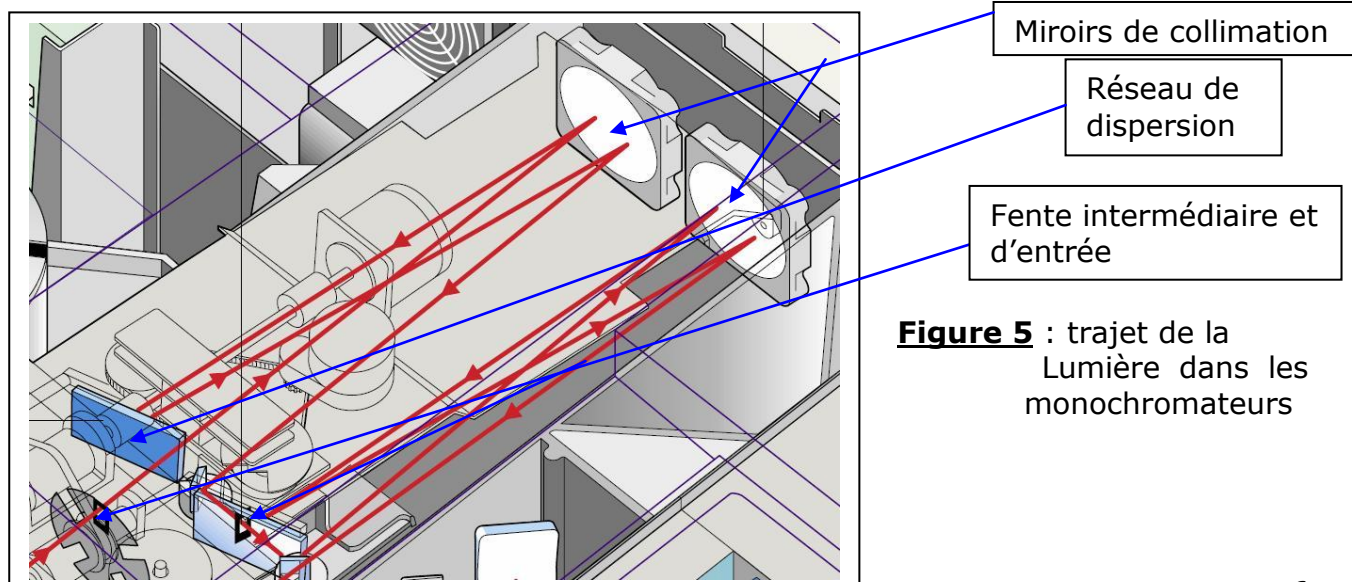 Miroirs de collimation
Réseau de
dispersion
Fente intermédiaire et
d'entrée
Figure 5 : trajet de la
Lumière dans les
monochromateurs